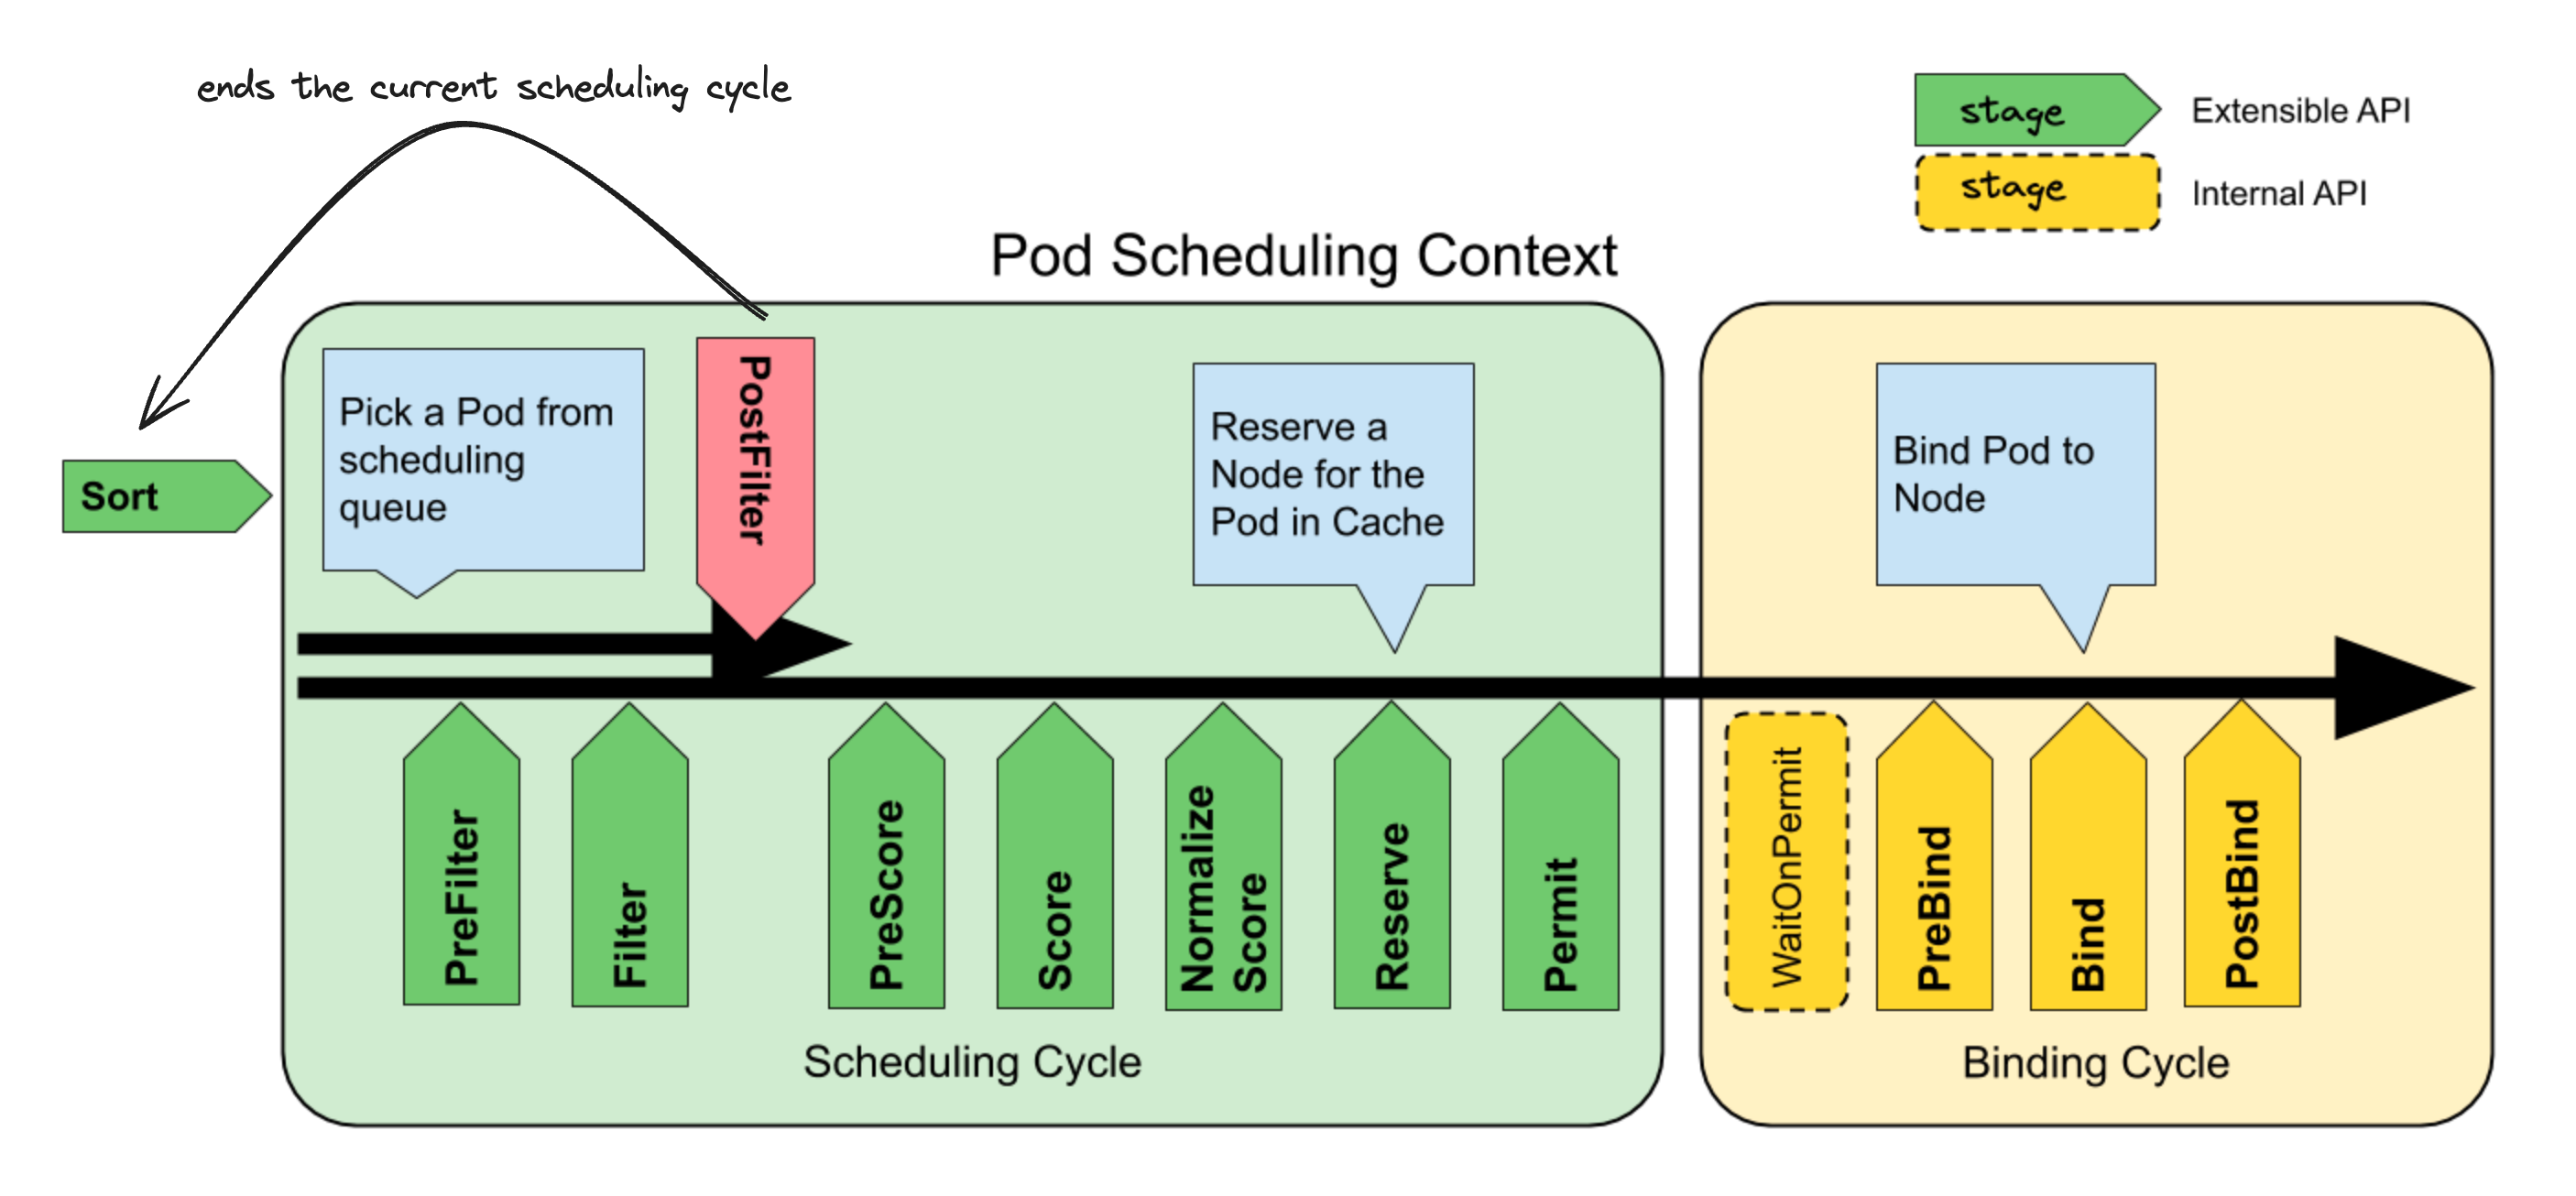 ends the current scheduling cycle
stage
Extensible API
stage
Internal API
Pod Scheduling Context
Sort
Pick a Pod from
scheduling
queue
PostFilter
Reserve a
Node for the
Pod in Cache
Bind Pod to
Node
PreFilter
Filter
PreScore
Score
Normalize
Score
Reserve
Permit
WaitOnPermit
PreBind
Bind
PostBind
Scheduling Cycle
Binding Cycle